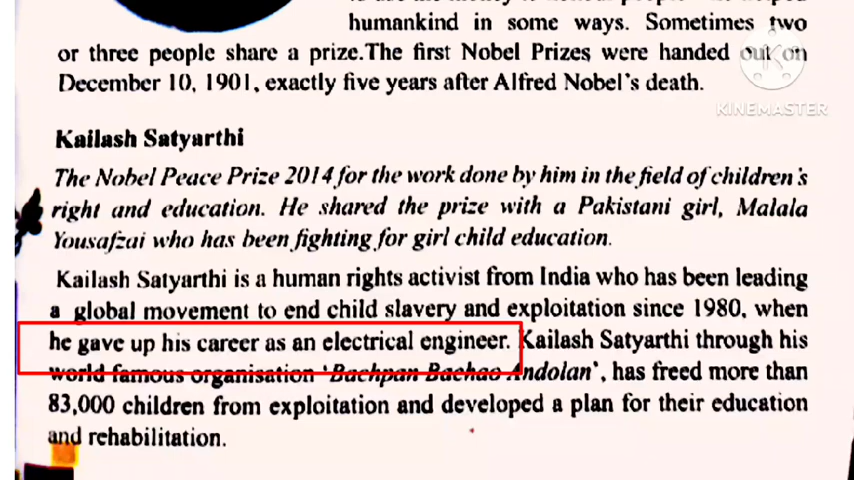 humankind in some ways. Sometimes two
or three people share a prize.The first Nobel Prizes were handed out on
December 10, 1901, exactly five years after Alfred Nobel's death.
KINEMASTER
Kailash Satyarthi
The Nobel Peace Prize 2014 for the work done by him in the field of children's
right and education. He shared the prize with a Pakistani girl, Malala
Yousafzai who has been fighting for girl child education.
Kailash Satyarthi is a human rights activist from India who has been leading
a global movement to end child slavery and exploitation since 1980, when
he gave up his career as an electrical engineer. Kailash Satyarthi through his
world famous organisation 'Bachpan Bachao Andolan', has freed more than
83,000 children from exploitation and developed a plan for their education
and rehabilitation.